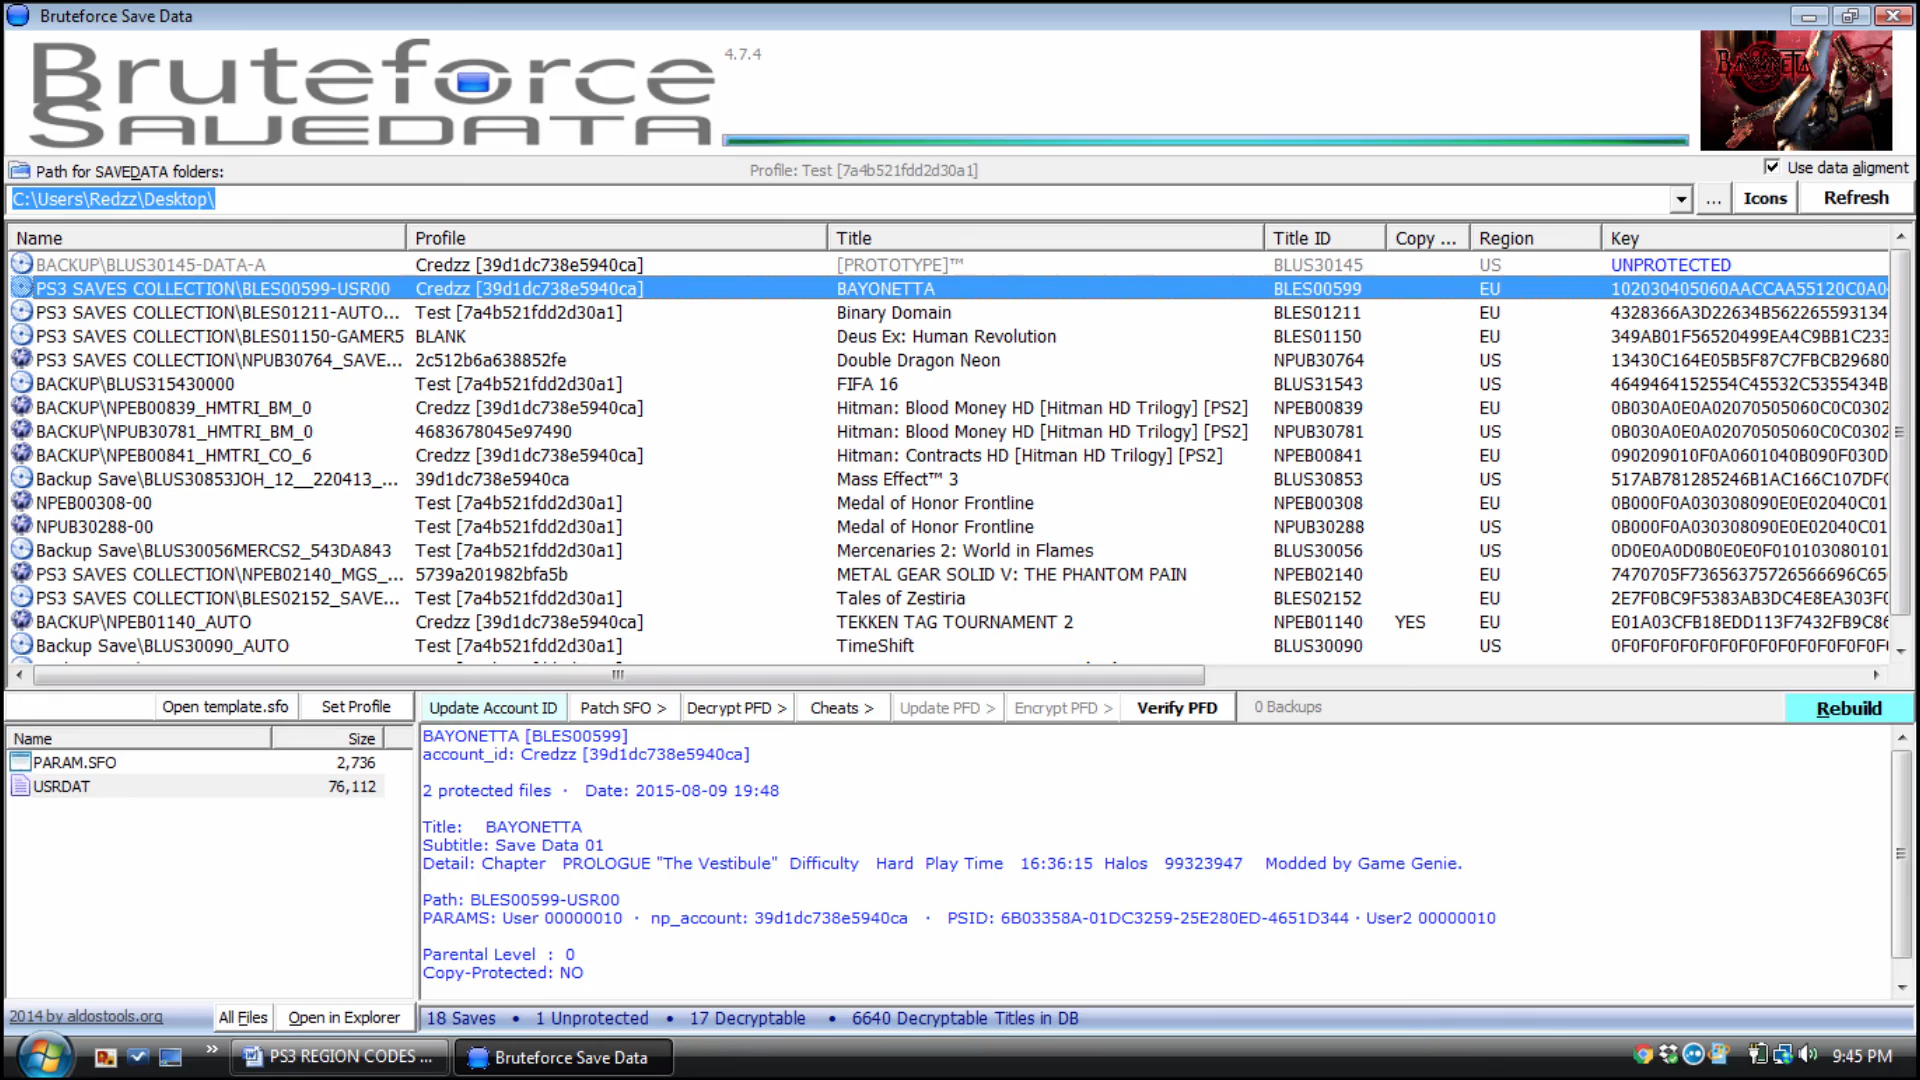 Bruteforce Save Data
Bruteforce
SAVEDATA
4.7.4
BAYONETTA
Path for SAVEDATA folders:
Profile: Test [7a4b521fdd2d30a1]
Use data aligment
C:\Users\Redzz\Desktop\
...
Icons
Refresh
Name Profile Title Title ID Copy ... Region Key
BACKUP\BLUS30145-DATA-A Credzz [39d1dc738e5940ca] [PROTOTYPE]™ BLUS30145 US UNPROTECTED
PS3 SAVES COLLECTION\BLES00599-USR00 Credzz [39d1dc738e5940ca] BAYONETTA BLES00599 EU 102030405060AACCAA55120C0A0
PS3 SAVES COLLECTION\BLES01211-AUTO... Test [7a4b521fdd2d30a1] Binary Domain BLES01211 EU 4328366A3D22634B562265593134
PS3 SAVES COLLECTION\BLES01150-GAMER5 BLANK Deus Ex: Human Revolution BLES01150 EU 349AB01F56520499EA4C9BB1C233
PS3 SAVES COLLECTION\NPUB30764_SAVE... 2c512b6a638852fe Double Dragon Neon NPUB30764 US 13430C164E05B5F87C7FBCB29680
BACKUP\BLUS315430000 Test [7a4b521fdd2d30a1] FIFA 16 BLUS31543 US 4649464152554C45532C5355434B
BACKUP\NPEB00839_HMTRI_BM_0 Credzz [39d1dc738e5940ca] Hitman: Blood Money HD [Hitman HD Trilogy] [PS2] NPEB00839 EU 0B030A0E0A02070505060C0C0302
BACKUP\NPUB30781_HMTRI_BM_0 4683678045e97490 Hitman: Blood Money HD [Hitman HD Trilogy] [PS2] NPUB30781 US 0B030A0E0A02070505060C0C0302
BACKUP\NPEB00841_HMTRI_CO_6 Credzz [39d1dc738e5940ca] Hitman: Contracts HD [Hitman HD Trilogy] [PS2] NPEB00841 EU 090209010F0A0601040B090F030D
Backup Save\BLUS30853JOH_12__220413_... 39d1dc738e5940ca Mass Effect™ 3 BLUS30853 US 517AB781285246B1AC166C107DFC
NPEB00308-00 Test [7a4b521fdd2d30a1] Medal of Honor Frontline NPEB00308 EU 0B000F0A030308090E0E02040C01
NPUB30288-00 Test [7a4b521fdd2d30a1] Medal of Honor Frontline NPUB30288 US 0B000F0A030308090E0E02040C01
Backup Save\BLUS30056MERCS2_543DA843 Test [7a4b521fdd2d30a1] Mercenaries 2: World in Flames BLUS30056 US 0D0E0A0D0B0E0E0F010103080101
PS3 SAVES COLLECTION\NPEB02140_MGS_... 5739a201982bfa5b METAL GEAR SOLID V: THE PHANTOM PAIN NPEB02140 EU 7470705F73656375726566696C65
PS3 SAVES COLLECTION\BLES02152_SAVE... Test [7a4b521fdd2d30a1] Tales of Zestiria BLES02152 EU 2E7F0BC9F5383AB3DC4E8EA303F0
BACKUP\NPEB01140_AUTO Credzz [39d1dc738e5940ca] TEKKEN TAG TOURNAMENT 2 NPEB01140 YES EU E01A03CFB18EDD113F7432FB9C86
Backup Save\BLUS30090_AUTO Test [7a4b521fdd2d30a1] TimeShift BLUS30090 US 0F0F0F0F0F0F0F0F0F0F0F0F0F0F
Open template.sfo Set Profile Update Account ID Patch SFO > Decrypt PFD > Cheats > Update PFD > Encrypt PFD > Verify PFD 0 Backups Rebuild
Name Size
PARAM.SFO 2,736
USRDAT 76,112
BAYONETTA [BLES00599]
account_id: Credzz [39d1dc738e5940ca]
2 protected files · Date: 2015-08-09 19:48
Title: BAYONETTA
Subtitle: Save Data 01
Detail: Chapter PROLOGUE "The Vestibule" Difficulty Hard Play Time 16:36:15 Halos 99323947 Modded by Game Genie.
Path: BLES00599-USR00
PARAMS: User 00000010 · np_account: 39d1dc738e5940ca · PSID: 6B03358A-01DC3259-25E280ED-4651D344 · User2 00000010
Parental Level : 0
Copy-Protected: NO
2014 by aldostools.org All Files Open in Explorer 18 Saves • 1 Unprotected • 17 Decryptable • 6640 Decryptable Titles in DB
PS3 REGION CODES ... Bruteforce Save Data 9:45 PM